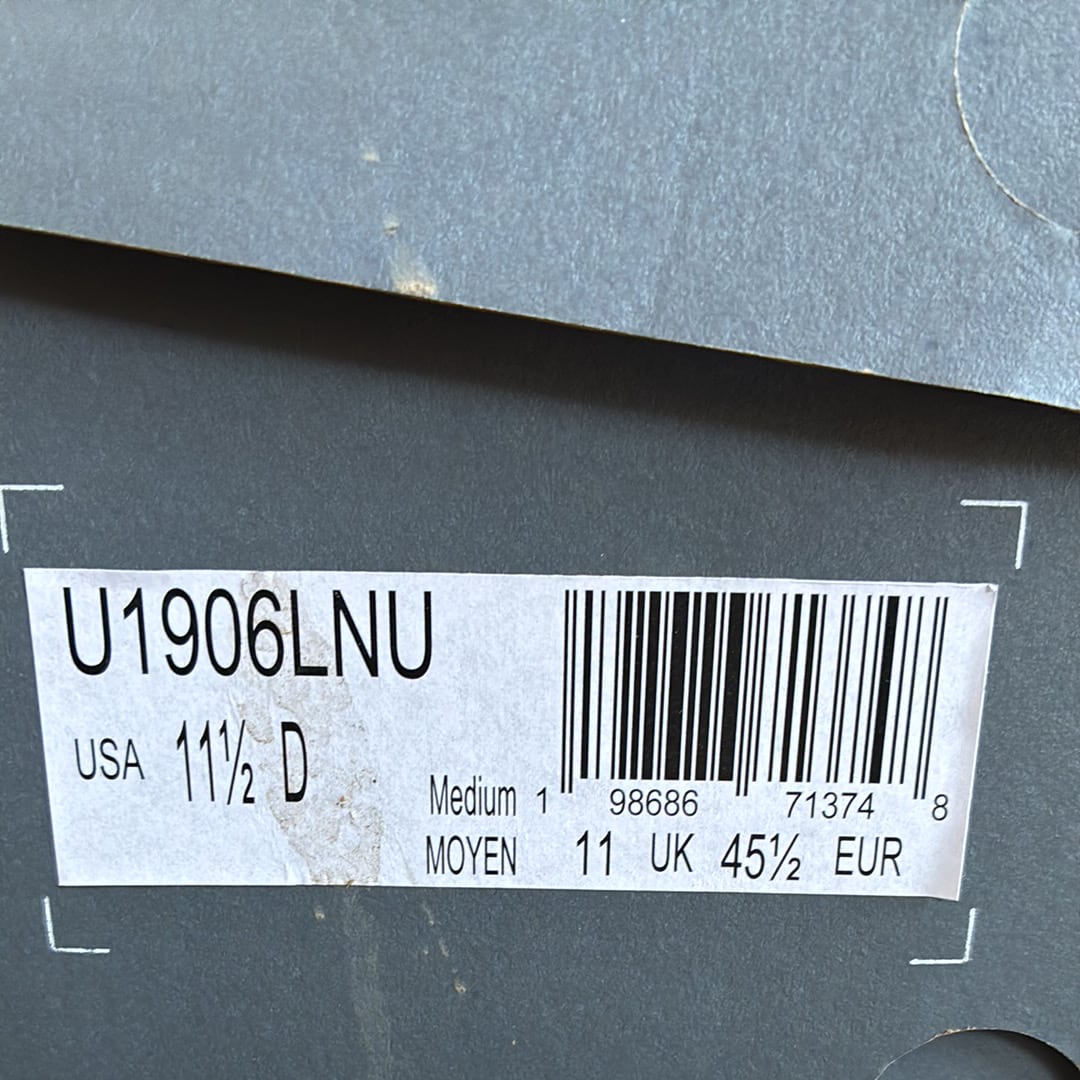 U1906LNU
USA 11½ D
Medium 1 98686 71374 8
MOYEN 11 UK 45½ EUR